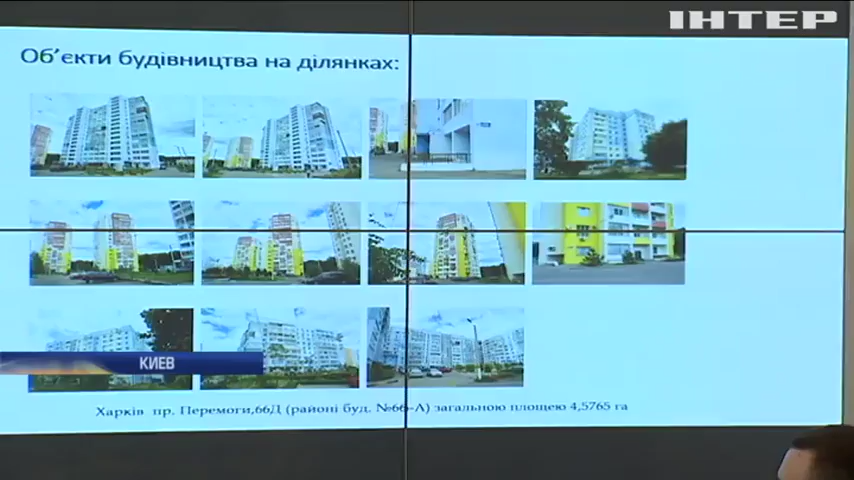 ІНТЕР
Об'єкти будівництва на ділянках:
КИЕВ
Харків пр. Перемоги,66Д (районі буд. №66-Л) загальною площею 4,5765 га